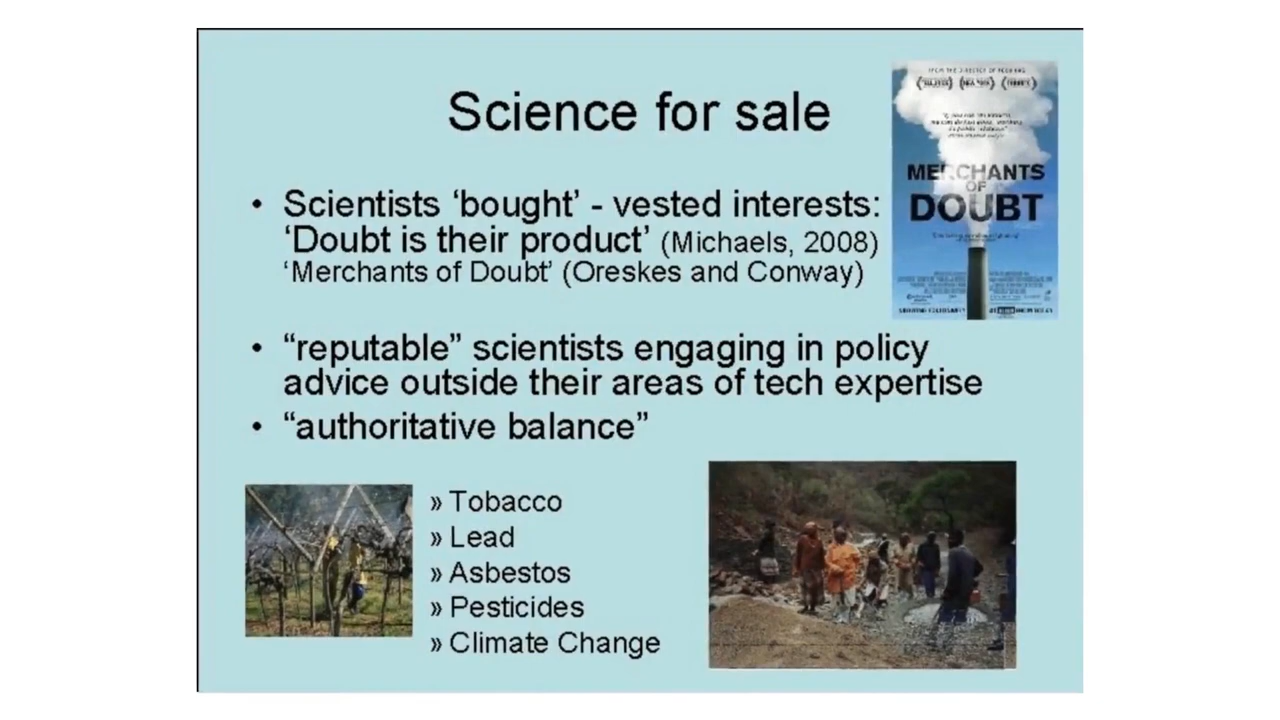 Science for sale
• Scientists ‘bought’ - vested interests:
‘Doubt is their product’ (Michaels, 2008)
‘Merchants of Doubt’ (Oreskes and Conway)
MERCHANTS
OF
DOUBT
• “reputable” scientists engaging in policy
advice outside their areas of tech expertise
• “authoritative balance”
» Tobacco
» Lead
» Asbestos
» Pesticides
» Climate Change